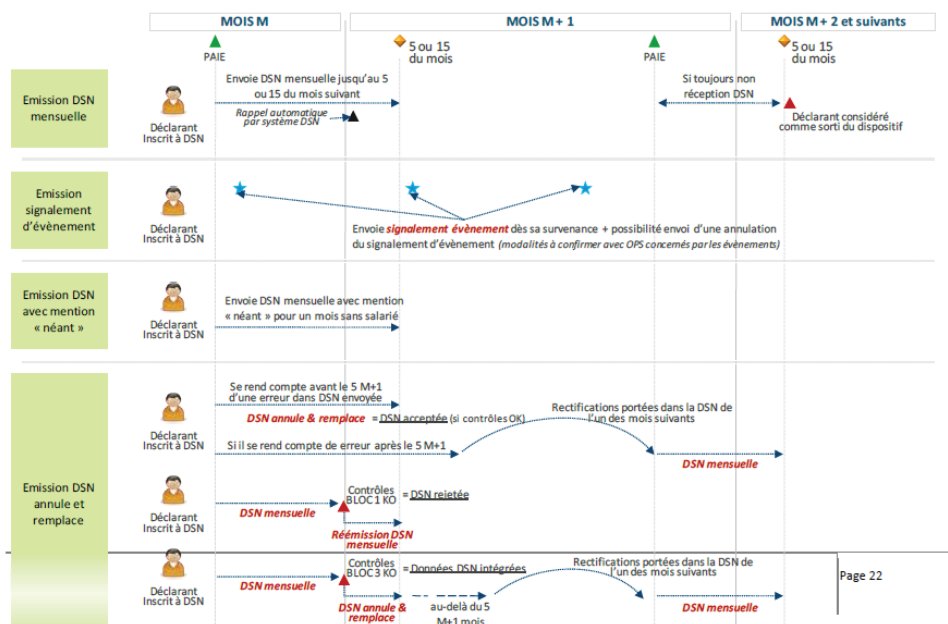 MOIS M
MOIS M + 1
MOIS M + 2 et suivants
PAIE
5 ou 15
du mois
PAIE
5 ou 15
du mois
Emission DSN
mensuelle
Déclarant
Inscrit à DSN
Envoie DSN mensuelle jusqu'au 5
ou 15 du mois suivant
Rappel automatique
par système DSN
Si toujours non
réception DSN
Déclarant considéré
comme sorti du dispositif
Emission
signalement
d'évènement
Déclarant
Inscrit à DSN
Envoie signalement évènement dès sa survenance + possibilité envoi d'une annulation
du signalement d'évènement (modalités à confirmer avec OPS concernés par les évènements)
Emission DSN
avec mention
« néant »
Déclarant
Inscrit à DSN
Envoie DSN mensuelle avec mention
« néant » pour un mois sans salarié
Emission DSN
annule et
remplace
Déclarant
Inscrit à DSN
Se rend compte avant le 5 M+1
d'une erreur dans DSN envoyée
DSN annule & remplace = DSN acceptée (si contrôles OK)
Rectifications portées dans la DSN de
l'un des mois suivants
Si il se rend compte de erreur après le 5 M+1
DSN mensuelle
Déclarant
Inscrit à DSN
DSN mensuelle
Contrôles
BLOC 1 KO
= DSN rejetée
Réémission DSN
mensuelle
Déclarant
Inscrit à DSN
DSN mensuelle
Contrôles
BLOC 3 KO
= Données DSN intégrées
Rectifications portées dans la DSN de
l'un des mois suivants
DSN annule &
remplace
au-delà du 5
M+1 mois
DSN mensuelle
Page 22